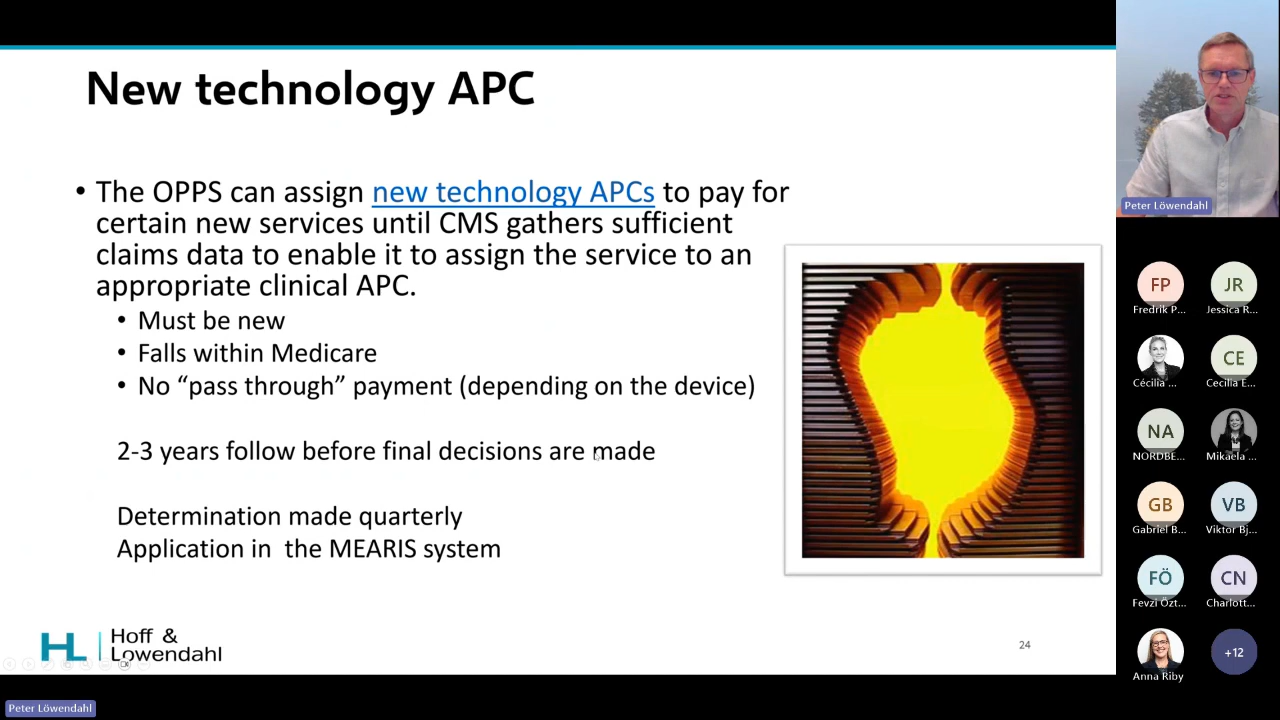 New technology APC
• The OPPS can assign new technology APCs to pay for
certain new services until CMS gathers sufficient
claims data to enable it to assign the service to an
appropriate clinical APC.
• Must be new
• Falls within Medicare
• No “pass through” payment (depending on the device)
2-3 years follow before final decisions are made
Determination made quarterly
Application in the MEARIS system
HL
Hoff &
Lowendahl
24
Peter Löwendahl
Peter Löwendahl
FP
JR
Fredrik P...
Jessica R...
CE
Cécilia ...
Cecilia E...
NA
NORDBE...
Mikaela ...
GB
VB
Gabriel B...
Viktor Bj...
FÖ
CN
Fevzi Özt...
Charlott...
+12
Anna Riby